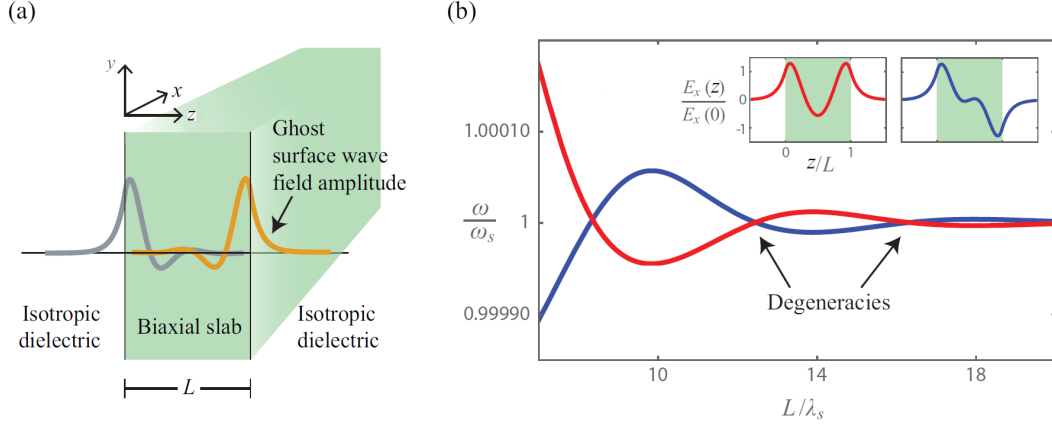 (a)
y
x
z
Ghost
surface wave
field amplitude
Isotropic
dielectric
Biaxial slab
Isotropic
dielectric
L
(b)
1.00010
1
0.99990
ω
ω_s
10
14
18
L/λ_s
Degeneracies
E_x(z)
E_x(0)
1
0
-1
0
1
z/L